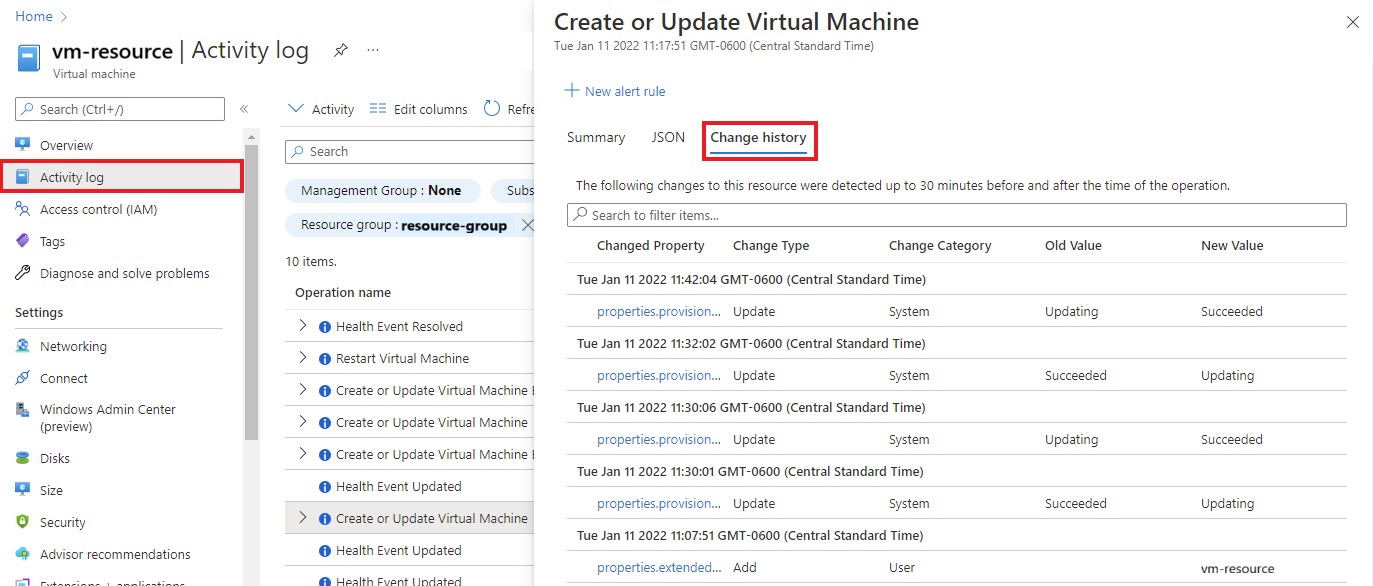 Home
vm-resource | Activity log
Virtual machine
Search (Ctrl+/)
Overview
Activity log
Access control (IAM)
Tags
Diagnose and solve problems
Settings
Networking
Connect
Windows Admin Center
(preview)
Disks
Size
Security
Advisor recommendations
Extensions + applications
Activity Edit columns Refre
Search
Management Group : None Subs
Resource group : resource-group
10 items.
Operation name
Health Event Resolved
Restart Virtual Machine
Create or Update Virtual Machine E
Create or Update Virtual Machine
Create or Update Virtual Machine E
Health Event Updated
Create or Update Virtual Machine
Health Event Updated
Health Event Updated
Create or Update Virtual Machine
Tue Jan 11 2022 11:17:51 GMT-0600 (Central Standard Time)
New alert rule
Summary JSON Change history
The following changes to this resource were detected up to 30 minutes before and after the time of the operation.
Search to filter items...
Changed Property Change Type Change Category Old Value New Value
Tue Jan 11 2022 11:42:04 GMT-0600 (Central Standard Time)
properties.provision... Update System Updating Succeeded
Tue Jan 11 2022 11:32:02 GMT-0600 (Central Standard Time)
properties.provision... Update System Succeeded Updating
Tue Jan 11 2022 11:30:06 GMT-0600 (Central Standard Time)
properties.provision... Update System Updating Succeeded
Tue Jan 11 2022 11:30:01 GMT-0600 (Central Standard Time)
properties.provision... Update System Succeeded Updating
Tue Jan 11 2022 11:07:51 GMT-0600 (Central Standard Time)
properties.extended... Add User vm-resource